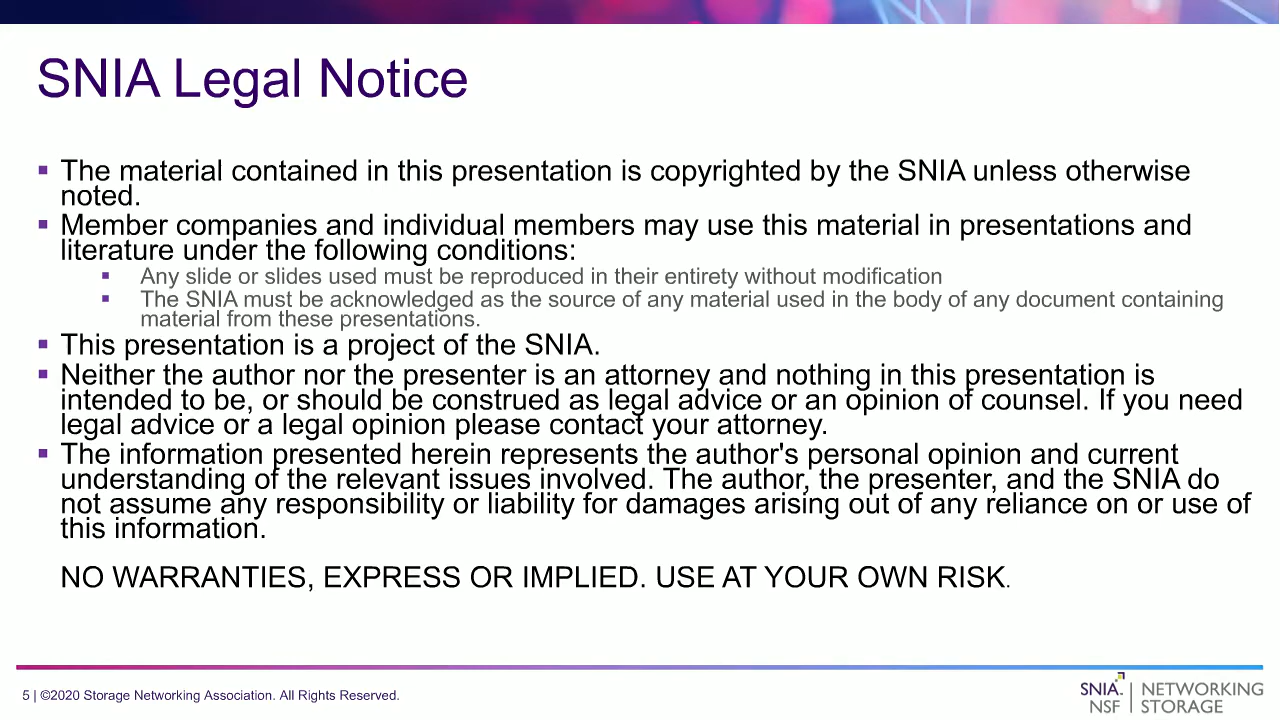 SNIA Legal Notice
▪ The material contained in this presentation is copyrighted by the SNIA unless otherwise
noted.
▪ Member companies and individual members may use this material in presentations and
literature under the following conditions:
▪ Any slide or slides used must be reproduced in their entirety without modification
▪ The SNIA must be acknowledged as the source of any material used in the body of any document containing
material from these presentations.
▪ This presentation is a project of the SNIA.
▪ Neither the author nor the presenter is an attorney and nothing in this presentation is
intended to be, or should be construed as legal advice or an opinion of counsel. If you need
legal advice or a legal opinion please contact your attorney.
▪ The information presented herein represents the author's personal opinion and current
understanding of the relevant issues involved. The author, the presenter, and the SNIA do
not assume any responsibility or liability for damages arising out of any reliance on or use of
this information.
NO WARRANTIES, EXPRESS OR IMPLIED. USE AT YOUR OWN RISK.
5 | ©2020 Storage Networking Association. All Rights Reserved.
SNIA. | NETWORKING
NSF | STORAGE